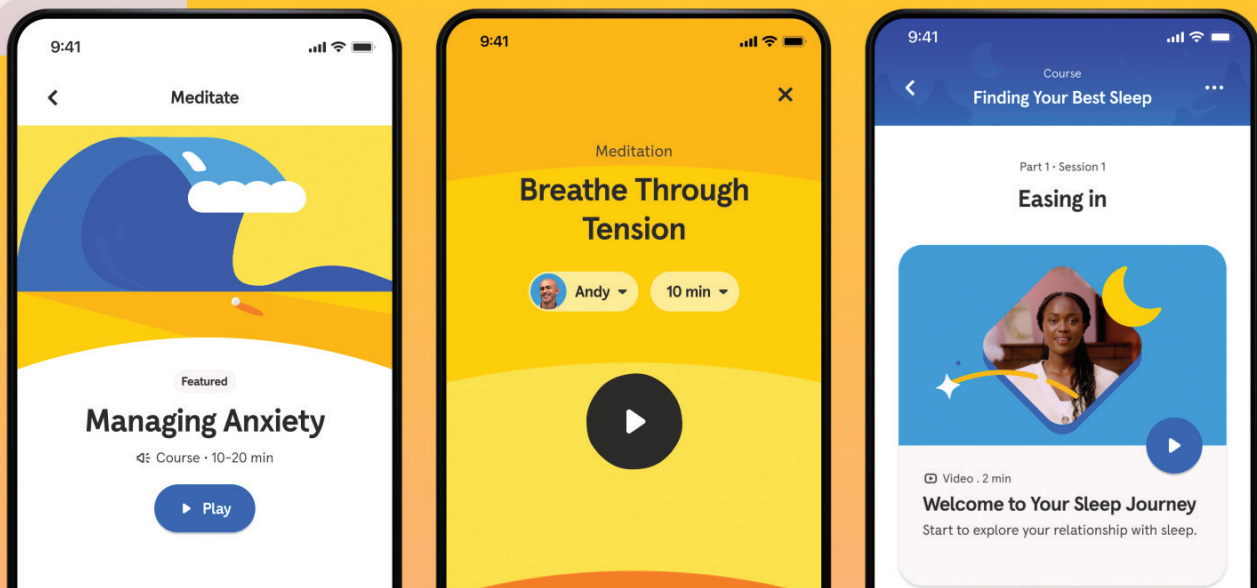 9:41
Meditate
Featured
Managing Anxiety
Course · 10-20 min
Play
9:41
Meditation
Breathe Through
Tension
Andy
10 min
9:41
Course
Finding Your Best Sleep
Part 1 · Session 1
Easing in
Video . 2 min
Welcome to Your Sleep Journey
Start to explore your relationship with sleep.